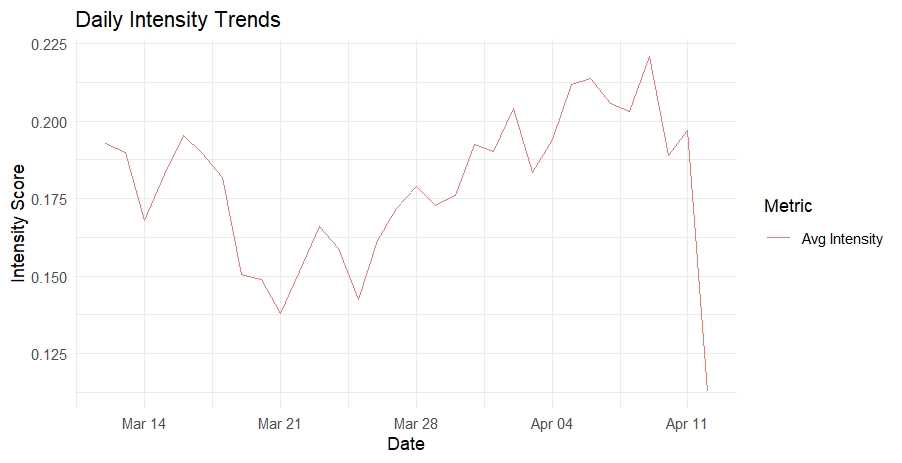 Daily Intensity Trends
0.225
0.200
0.175
0.150
0.125
Intensity Score
Mar 14
Mar 21
Mar 28
Apr 04
Apr 11
Date
Metric
Avg Intensity